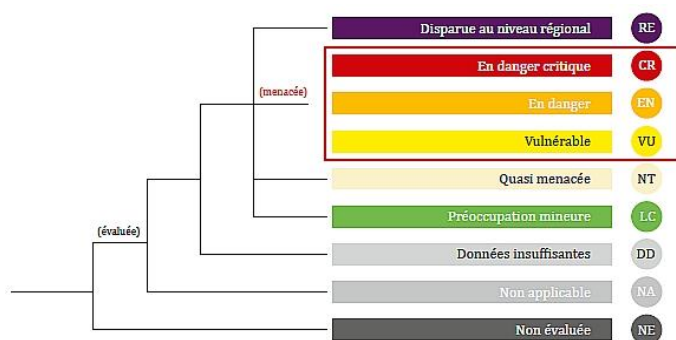 Disparue au niveau régional RE
En danger critique CR
(menacée)
En danger EN
Vulnérable VU
Quasi menacée NT
Préoccupation mineure LC
(évaluée)
Données insuffisantes DD
Non applicable NA
Non évaluée NE